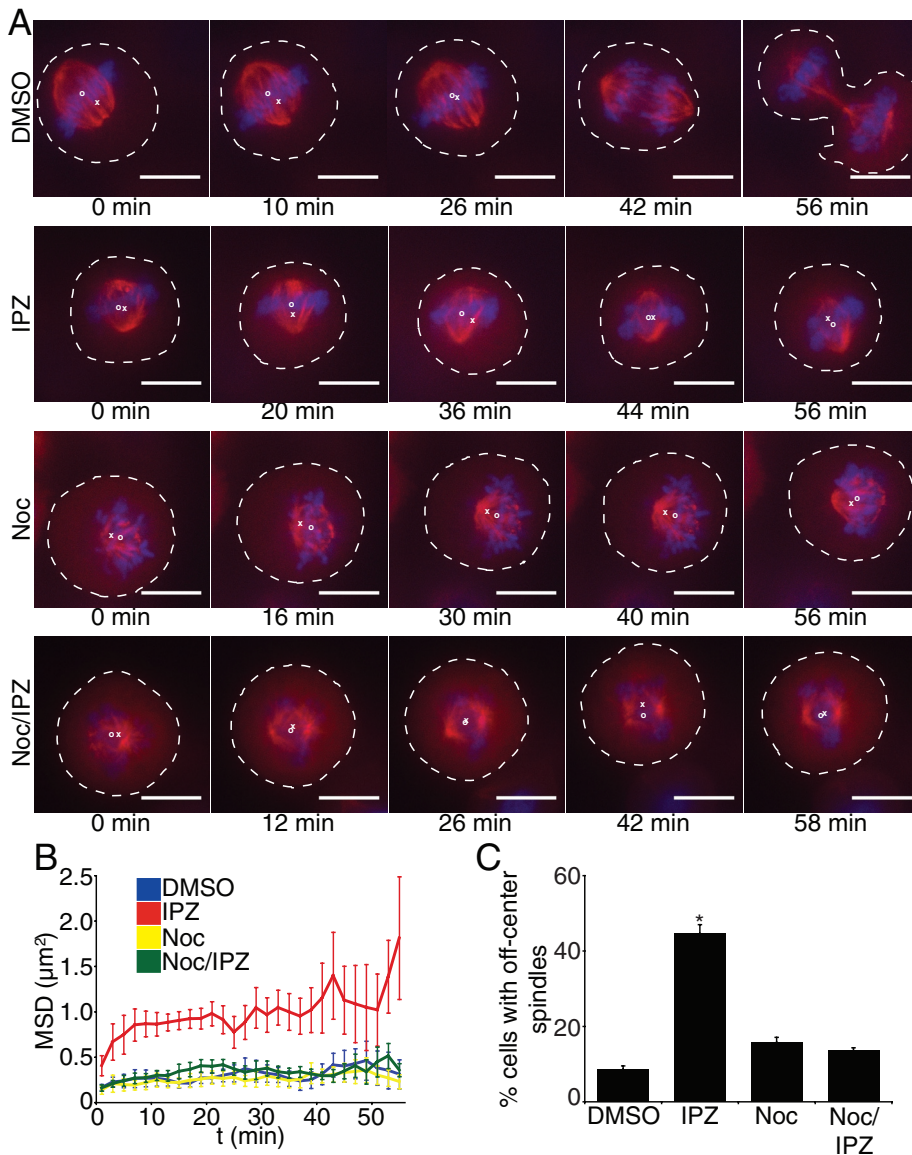 A
DMSO
0 min 10 min 26 min 42 min 56 min
IPZ
0 min 20 min 36 min 44 min 56 min
Noc
0 min 16 min 30 min 40 min 56 min
Noc/IPZ
0 min 12 min 26 min 42 min 58 min
B
2.5
2.0
1.5
1.0
0.5
0
MSD (µm²)
DMSO
IPZ
Noc
Noc/IPZ
0 10 20 30 40 50
t (min)
C
% cells with off-center
spindles
60
40
20
0
*
DMSO IPZ Noc Noc/
IPZ